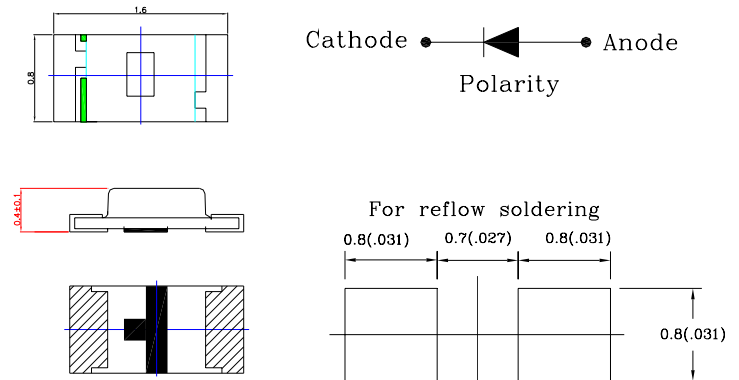 1.6
0.8
Cathode
Anode
Polarity
0.4±0.1
For reflow soldering
0.8(.031) 0.7(.027) 0.8(.031)
0.8(.031)